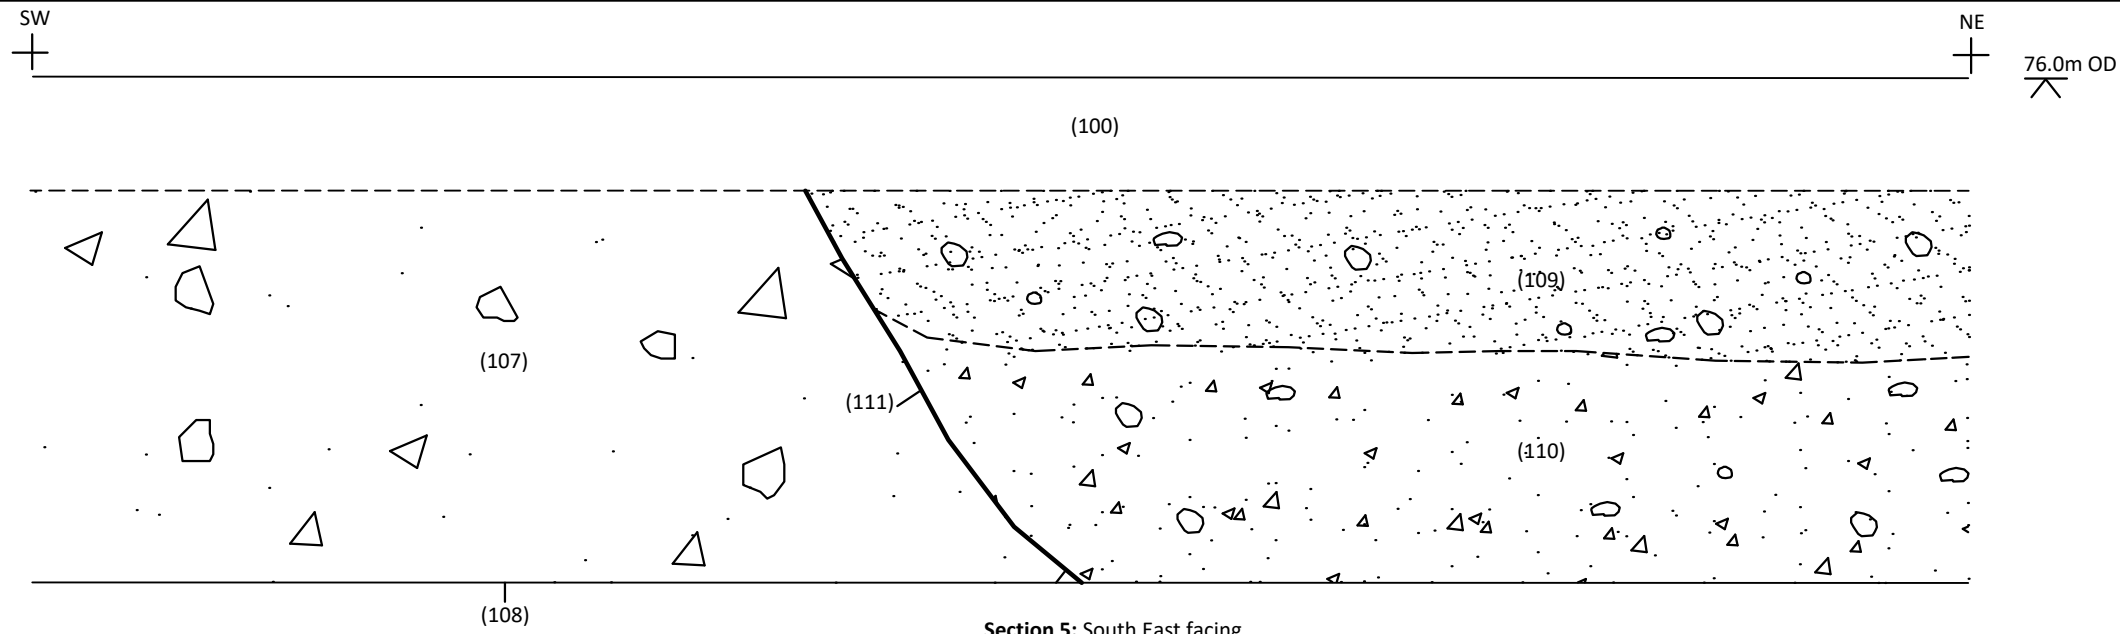 SW
NE
76.0m OD
(100)
(109)
(107)
(111)
(110)
(108)
Section 5: South East facing